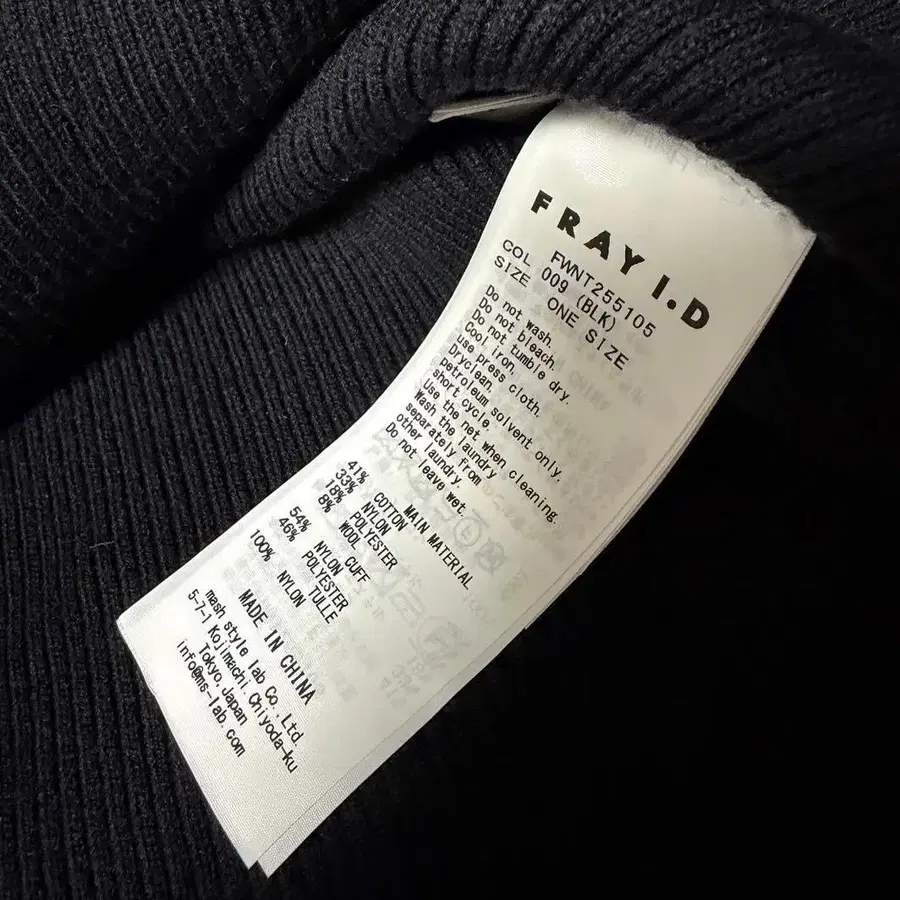 FRAY I.D
FWNT255105
COL 009 (BLK)
SIZE ONE SIZE
Do not wash.
Do not bleach.
Do not tumble dry.
Cool iron.
use press cloth.
Dryclean.
petroleum solvent only.
short cycle.
Use the net when cleaning.
Wash the laundry
separately from
other laundry.
Do not leave wet.
MAIN MATERIAL
41% COTTON
33% NYLON
18% POLYESTER
8% WOOL
CUFF
54% NYLON
46% POLYESTER
TULLE
100% NYLON
MADE IN CHINA
mash style lab Co.,Ltd.
5-7-1 Kojimachi.Chiyoda-ku
Tokyo,Japan
info@ms-lab.com